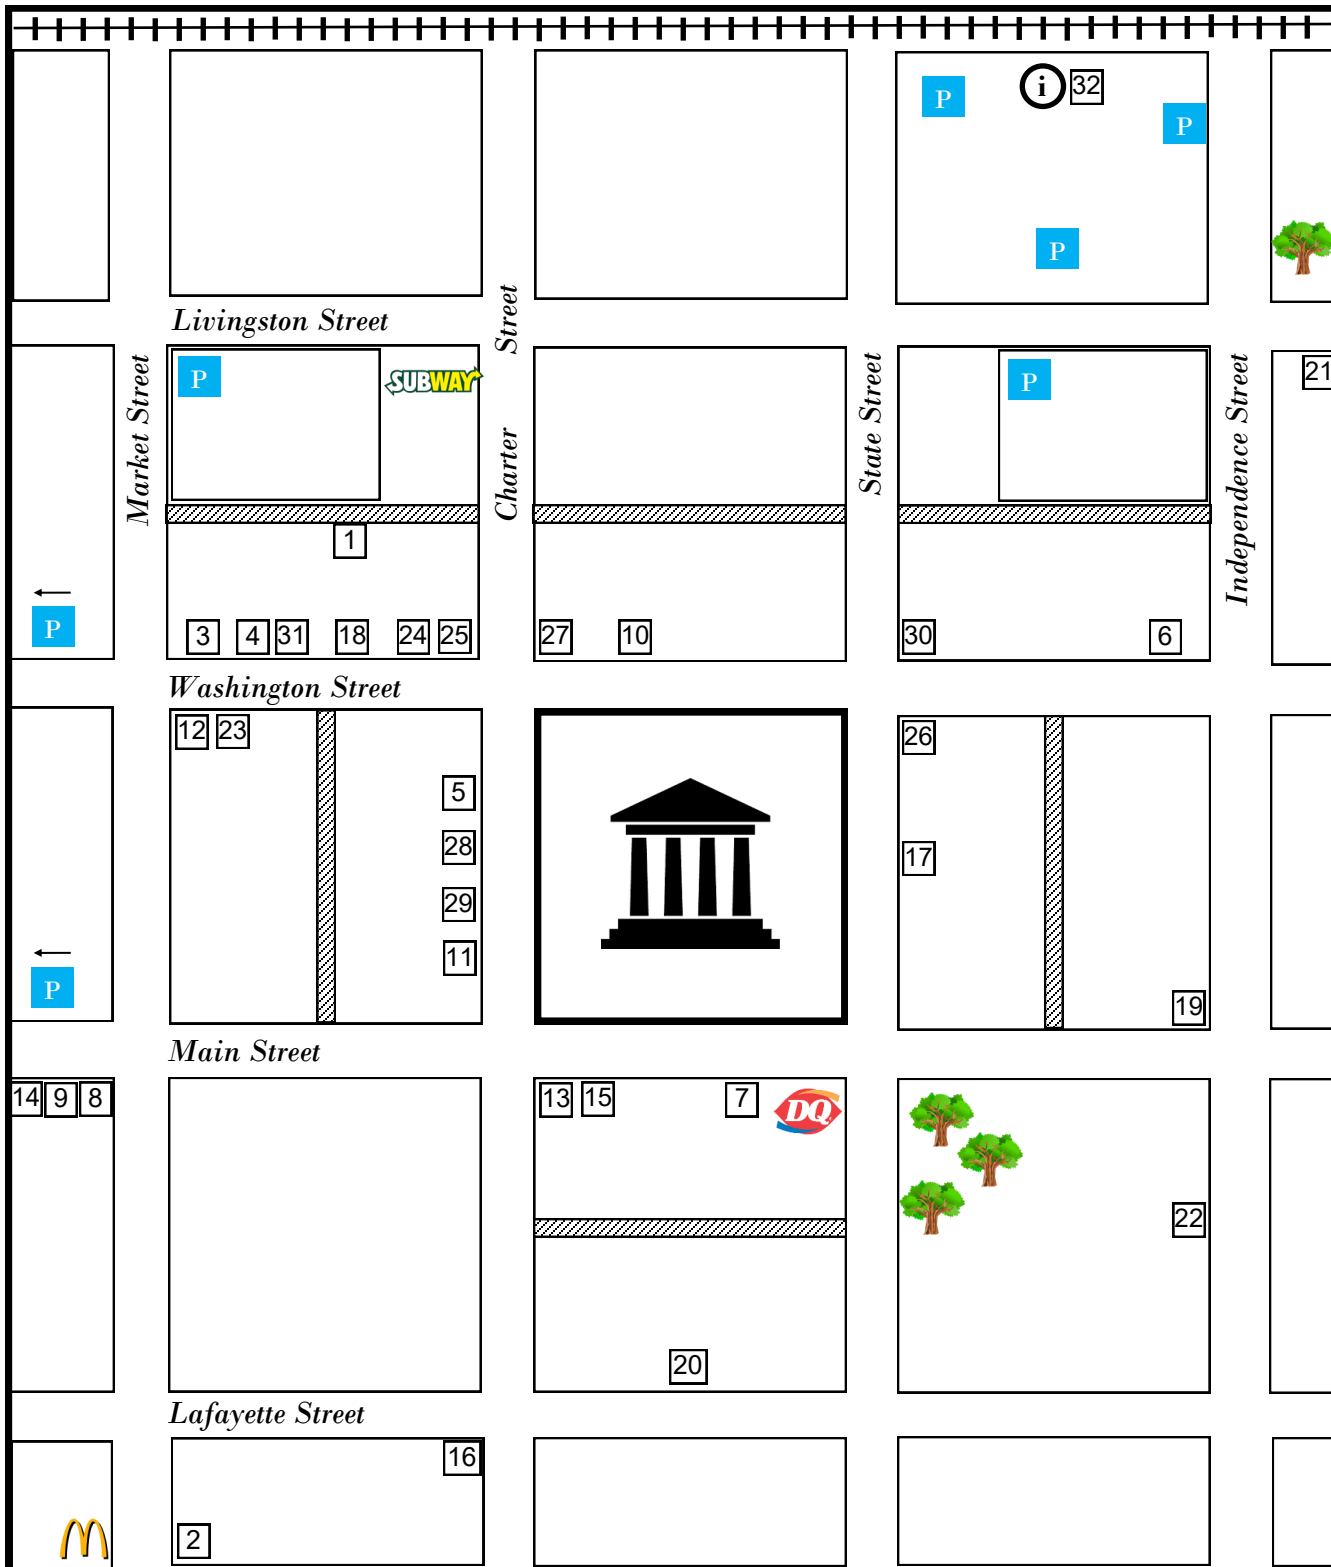 P
i 32
P
P
Livingston Street
Charter Street
Market Street
P
SUBWAY
State Street
P
Independence Street
21
1
P
3 4 31 18 24 25
27 10
30 6
Washington Street
12 23
26
5
28
17
29
11
P
19
Main Street
14 9 8
13 15 7 DQ
22
20
Lafayette Street
16
2